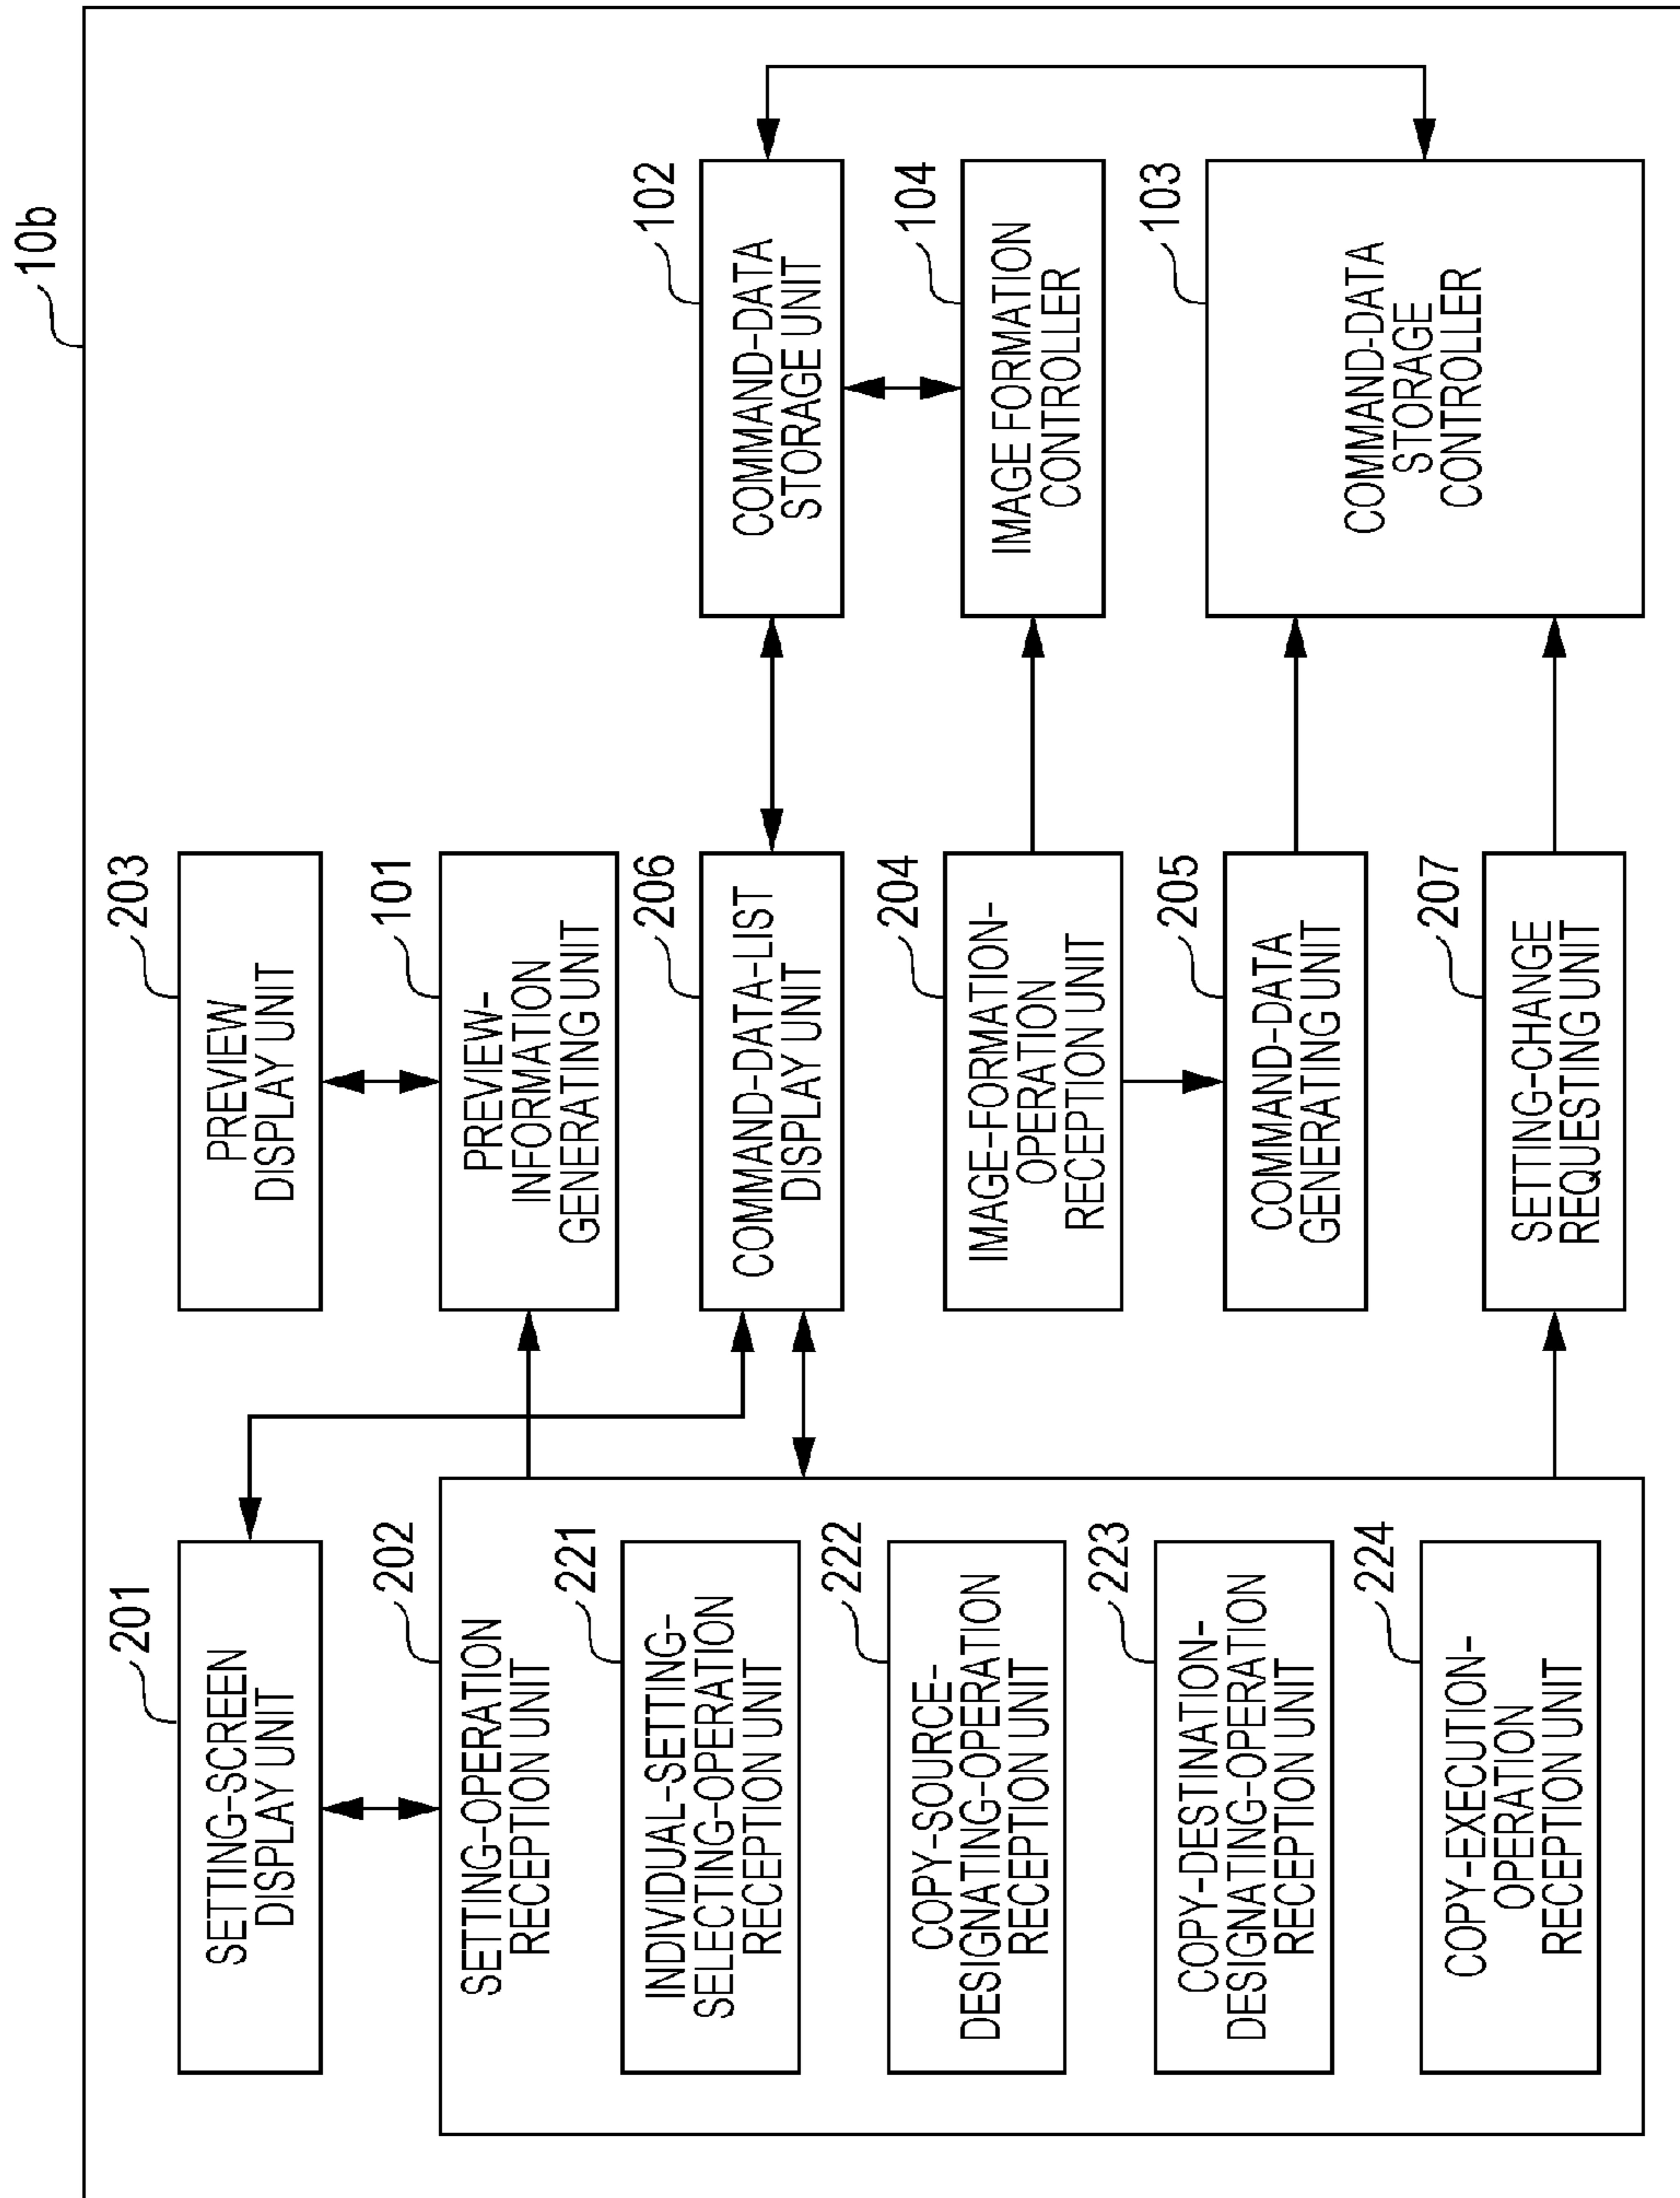 10b
201
SETTING-SCREEN
DISPLAY UNIT
202
SETTING-OPERATION
RECEPTION UNIT
221
INDIVIDUAL-SETTING-
SELECTING-OPERATION
RECEPTION UNIT
222
COPY-SOURCE-
DESIGNATING-OPERATION
RECEPTION UNIT
223
COPY-DESTINATION-
DESIGNATING-OPERATION
RECEPTION UNIT
224
COPY-EXECUTION-
OPERATION
RECEPTION UNIT
203
PREVIEW
DISPLAY UNIT
101
PREVIEW-
INFORMATION
GENERATING UNIT
206
COMMAND-DATA-LIST
DISPLAY UNIT
204
IMAGE-FORMATION-
OPERATION
RECEPTION UNIT
205
COMMAND-DATA
GENERATING UNIT
207
SETTING-CHANGE
REQUESTING UNIT
102
COMMAND-DATA
STORAGE UNIT
104
IMAGE FORMATION
CONTROLLER
103
COMMAND-DATA
STORAGE
CONTROLLER